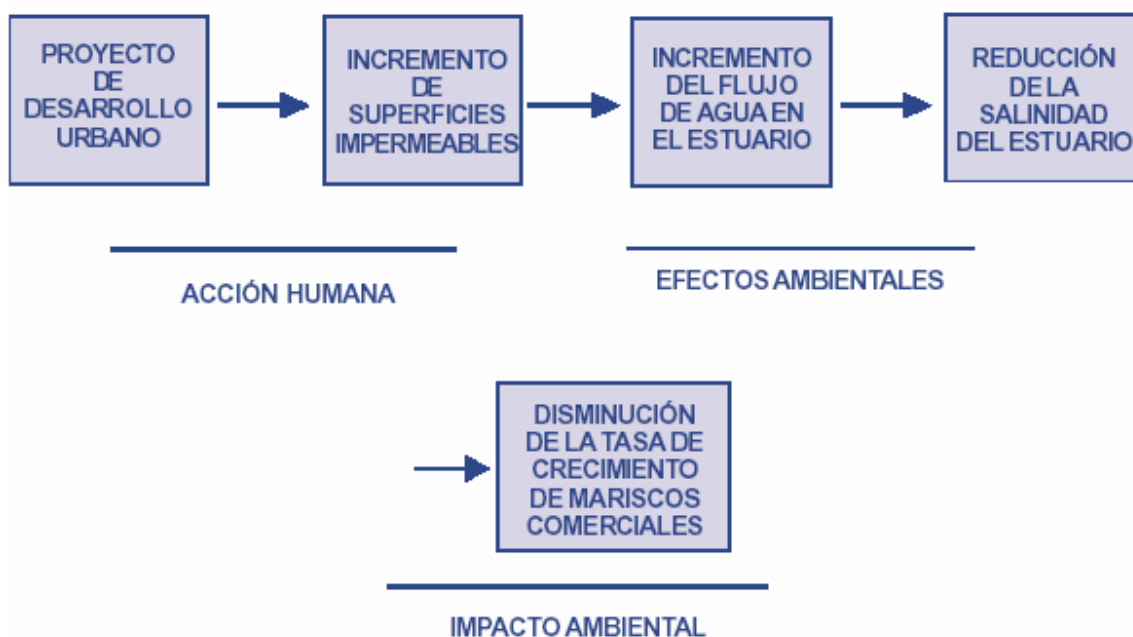 PROYECTO
DE
DESARROLLO
URBANO
INCREMENTO
DE
SUPERFICIES
IMPERMEABLES
INCREMENTO
DEL FLUJO
DE AGUA EN
EL ESTUARIO
REDUCCIÓN
DE LA
SALINIDAD
DEL ESTUARIO
ACCIÓN HUMANA
EFECTOS AMBIENTALES
DISMINUCIÓN
DE LA TASA DE
CRECIMIENTO
DE MARISCOS
COMERCIALES
IMPACTO AMBIENTAL